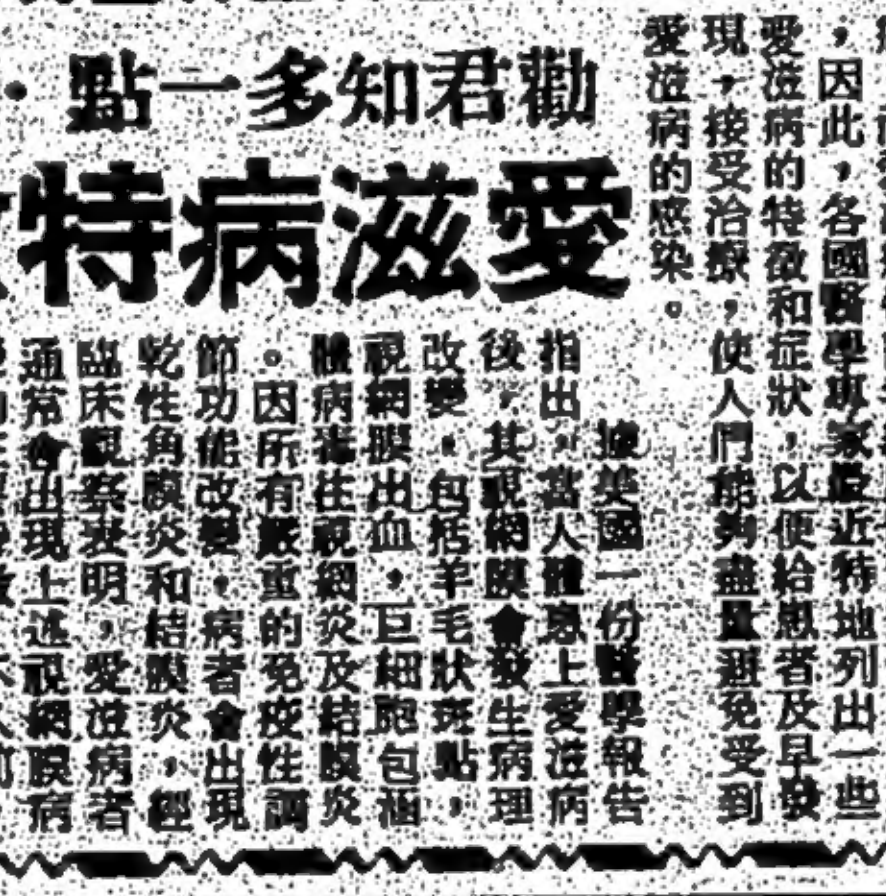 ，因此，各國醫學專家最近特地列出一些
愛滋病的特徵和症狀，以便給患者及早發
現，接受治療，使人們能夠盡量避免受到
愛滋病的感染。
勸君知多一點·
愛滋病特
據美國一份醫學報告
指出，當人體患上愛滋病
後，其視網膜會發生病理
改變，包括羊毛狀斑點，
視網膜出血，巨細胞包涵
體病毒性視網炎及結膜炎
。因所有嚴重的免疫性調
節功能改變，病者會出現
乾性角膜炎和結膜炎，經
臨床觀察表明，愛滋病者
通常會出現上述視網膜病